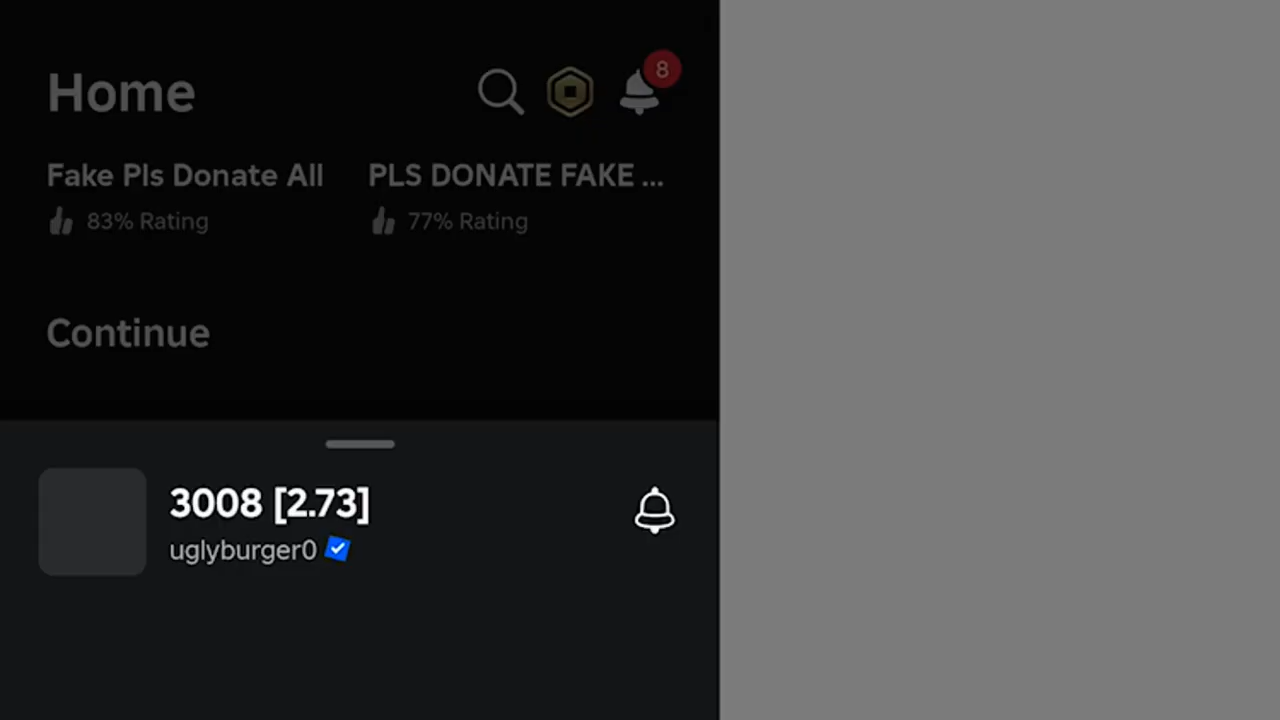 Home
8
Fake Pls Donate All
PLS DONATE FAKE ...
83% Rating
77% Rating
Continue
3008 [2.73]
uglyburger0